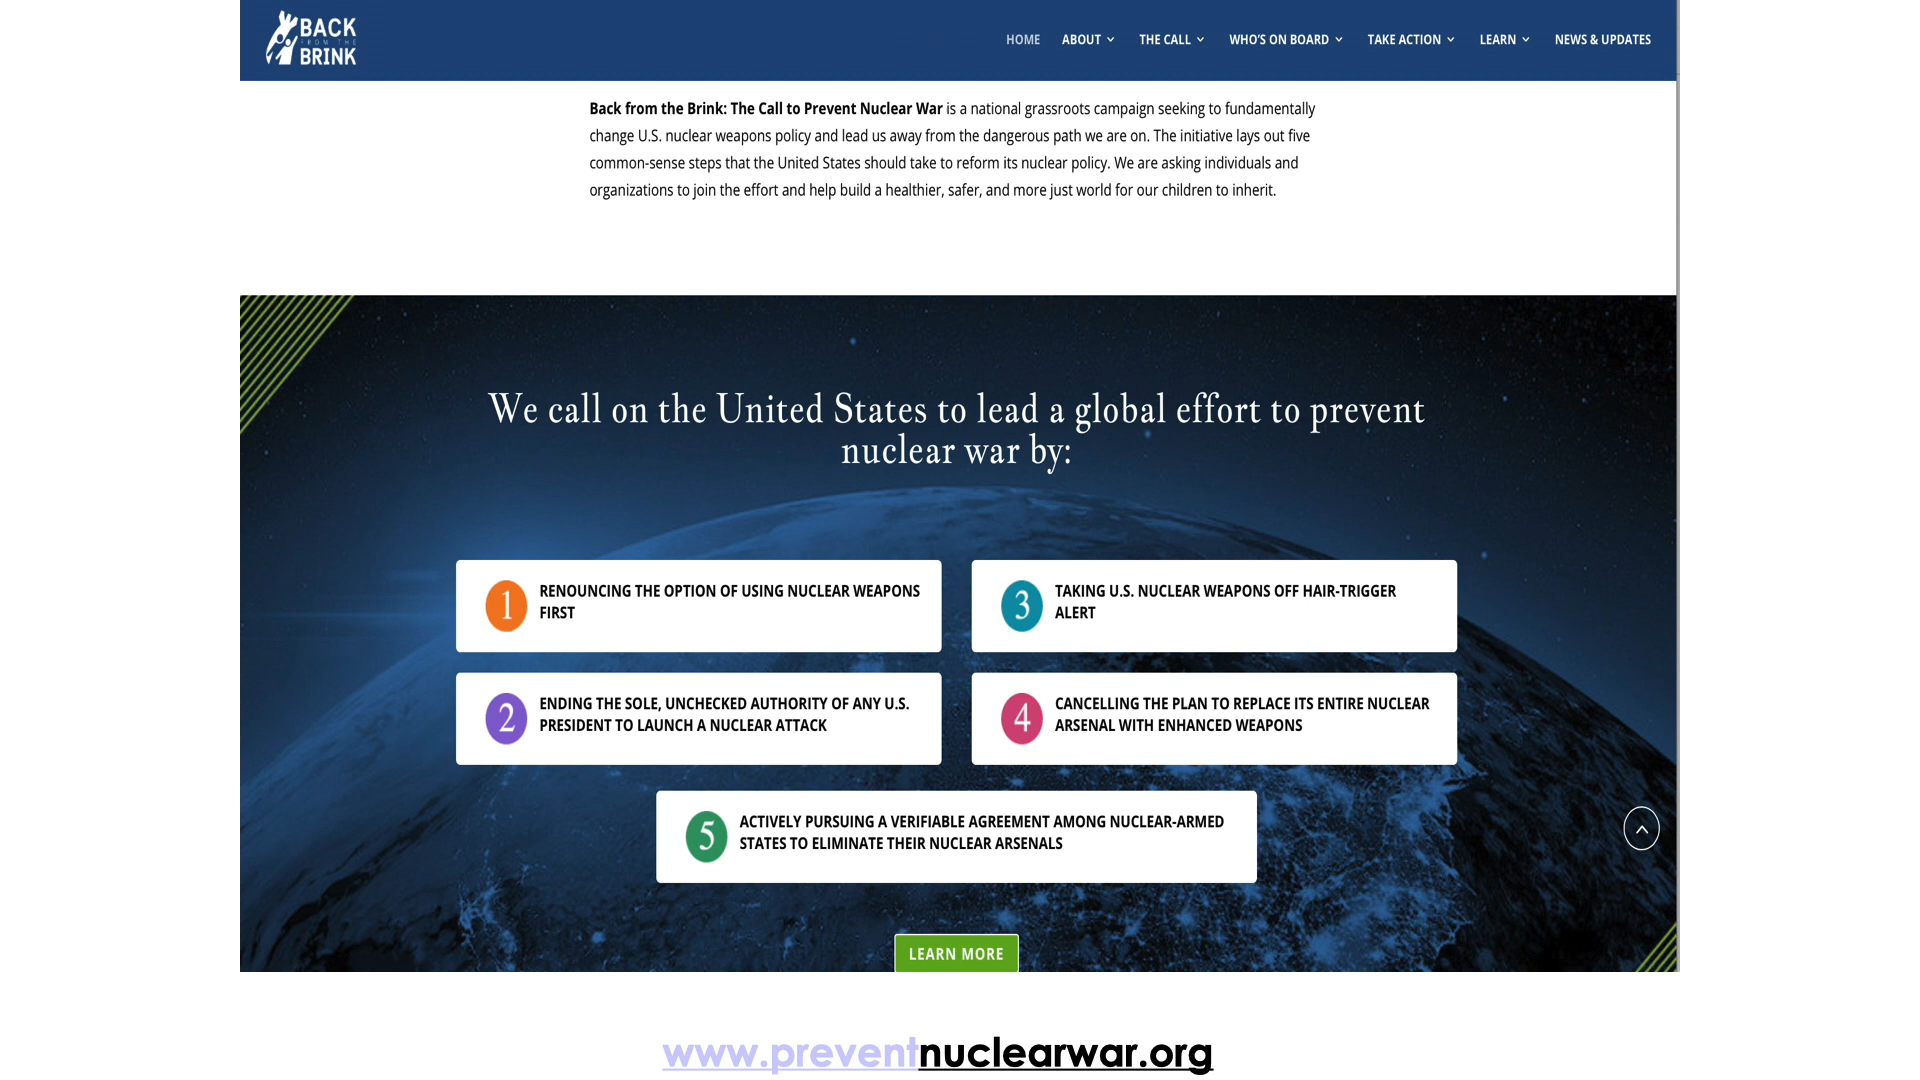 BACK
FROM THE
BRINK
HOME ABOUT THE CALL WHO'S ON BOARD TAKE ACTION LEARN NEWS & UPDATES
Back from the Brink: The Call to Prevent Nuclear War is a national grassroots campaign seeking to fundamentally
change U.S. nuclear weapons policy and lead us away from the dangerous path we are on. The initiative lays out five
common-sense steps that the United States should take to reform its nuclear policy. We are asking individuals and
organizations to join the effort and help build a healthier, safer, and more just world for our children to inherit.
We call on the United States to lead a global effort to prevent
nuclear war by:
1 RENOUNCING THE OPTION OF USING NUCLEAR WEAPONS
FIRST
2 ENDING THE SOLE, UNCHECKED AUTHORITY OF ANY U.S.
PRESIDENT TO LAUNCH A NUCLEAR ATTACK
3 TAKING U.S. NUCLEAR WEAPONS OFF HAIR-TRIGGER
ALERT
4 CANCELLING THE PLAN TO REPLACE ITS ENTIRE NUCLEAR
ARSENAL WITH ENHANCED WEAPONS
5 ACTIVELY PURSUING A VERIFIABLE AGREEMENT AMONG NUCLEAR-ARMED
STATES TO ELIMINATE THEIR NUCLEAR ARSENALS
LEARN MORE
www.preventnuclearwar.org